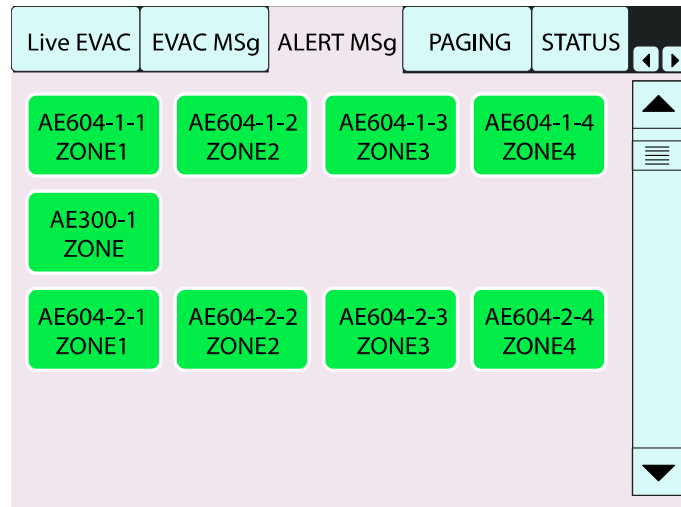 Live EVAC EVAC MSg ALERT MSg PAGING STATUS
AE604-1-1 AE604-1-2 AE604-1-3 AE604-1-4
ZONE1 ZONE2 ZONE3 ZONE4
AE300-1
ZONE
AE604-2-1 AE604-2-2 AE604-2-3 AE604-2-4
ZONE1 ZONE2 ZONE3 ZONE4